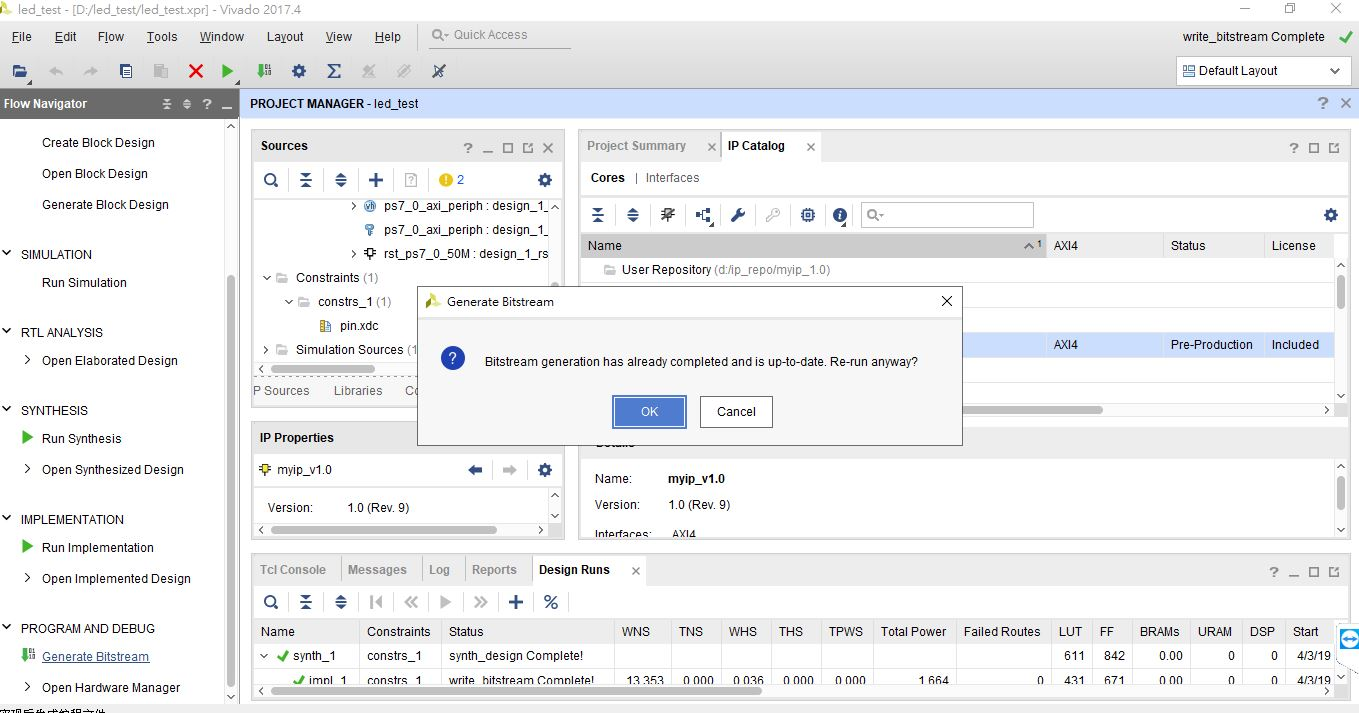 led_test - [D:/led_test/led_test.xpr] - Vivado 2017.4
File Edit Flow Tools Window Layout View Help Quick Access write_bitstream Complete
Default Layout
Flow Navigator
PROJECT MANAGER - led_test
Create Block Design
Open Block Design
Generate Block Design
SIMULATION
Run Simulation
RTL ANALYSIS
Open Elaborated Design
SYNTHESIS
Run Synthesis
Open Synthesized Design
IMPLEMENTATION
Run Implementation
Open Implemented Design
PROGRAM AND DEBUG
Generate Bitstream
Open Hardware Manager
Sources
2
ps7_0_axi_periph : design_1_
ps7_0_axi_periph : design_1_
rst_ps7_0_50M : design_1_rs
Constraints (1)
constrs_1 (1)
pin.xdc
Simulation Sources (1
P Sources Libraries Co
IP Properties
myip_v1.0
Version: 1.0 (Rev. 9)
Project Summary IP Catalog
Cores | Interfaces
Name 1 AXI4 Status License
User Repository (d:/ip_repo/myip_1.0)
AXI4 Pre-Production Included
Details
Name: myip_v1.0
Version: 1.0 (Rev. 9)
Interfaces: AXI4
Generate Bitstream
Bitstream generation has already completed and is up-to-date. Re-run anyway?
OK Cancel
Tcl Console Messages Log Reports Design Runs
Name Constraints Status WNS TNS WHS THS TPWS Total Power Failed Routes LUT FF BRAMs URAM DSP Start
synth_1 constrs_1 synth_design Complete! 611 842 0.00 0 0 4/3/19
impl_1 constrs_1 write_bitstream Complete! 13.353 0.000 0.036 0.000 0.000 1.664 0 431 671 0.00 0 0 4/3/19